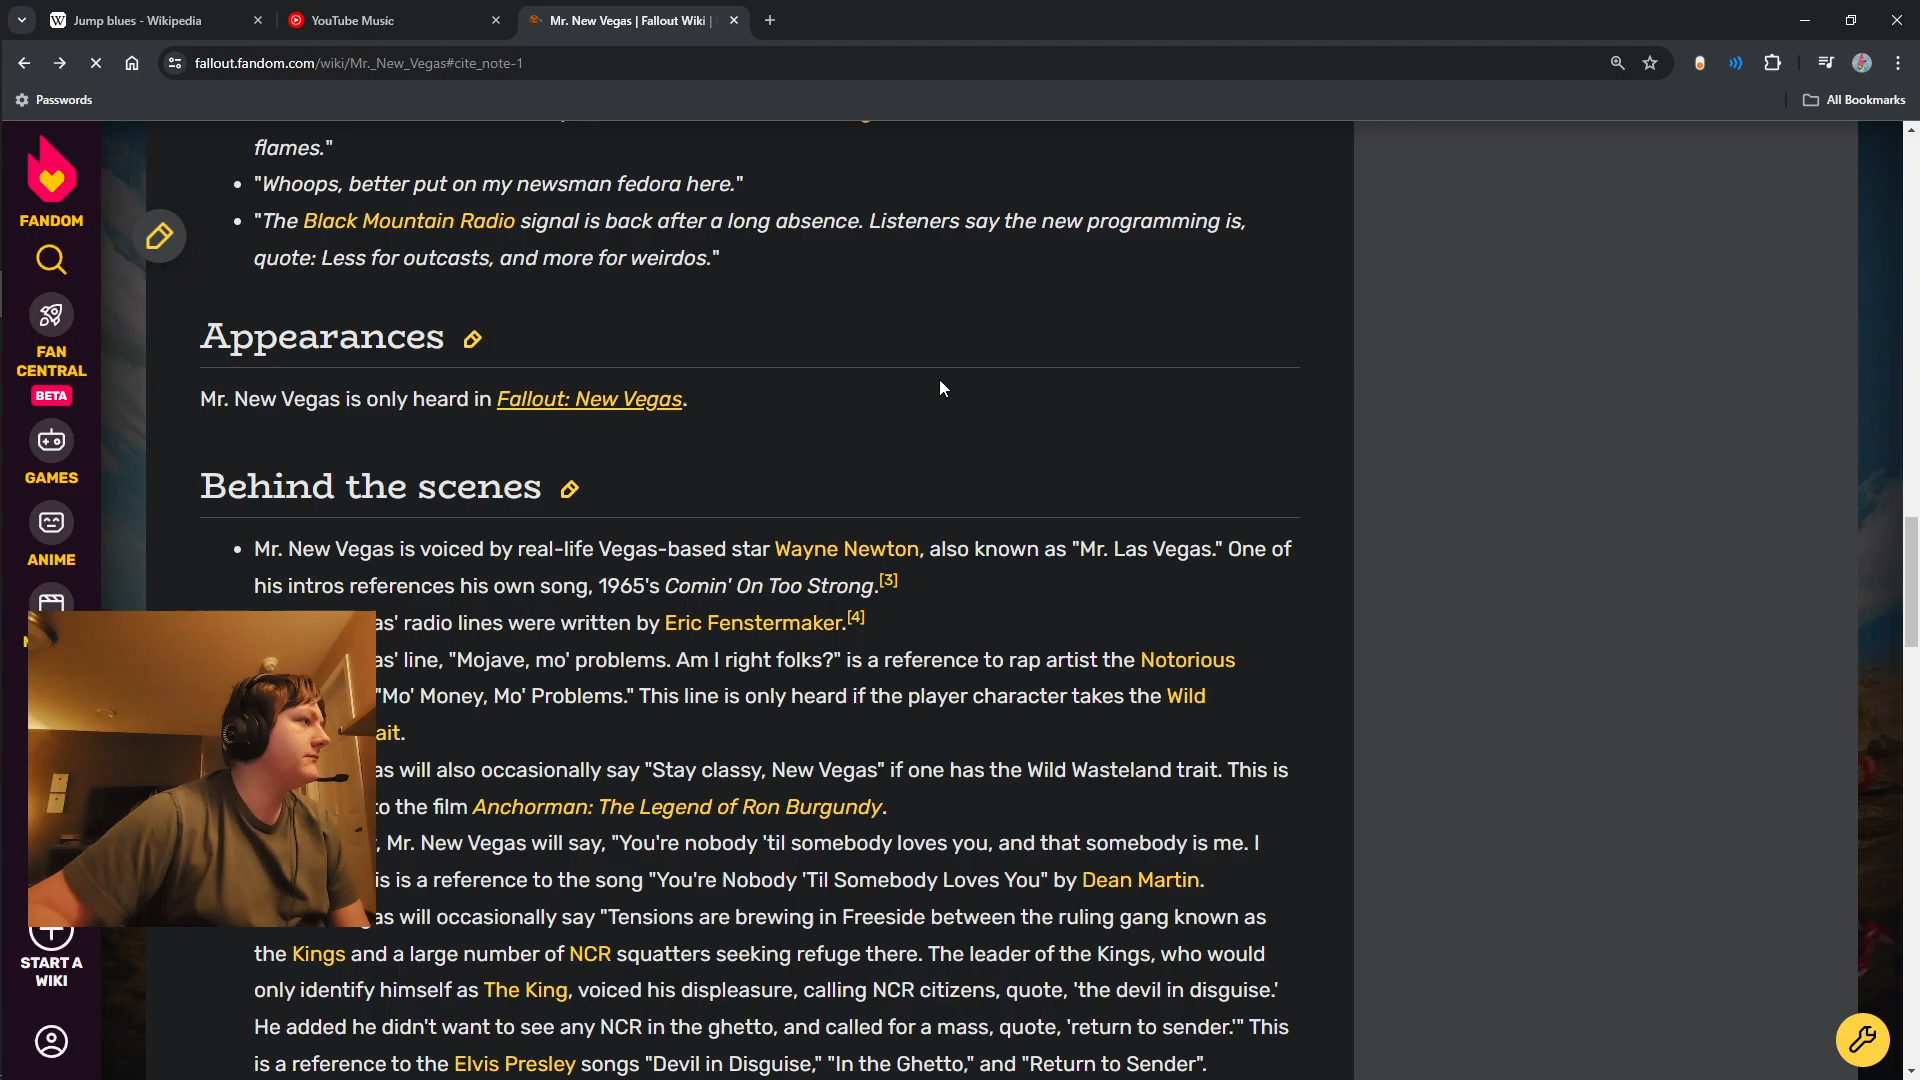 Jump blues - Wikipedia
YouTube Music
Mr. New Vegas | Fallout Wiki |
fallout.fandom.com/wiki/Mr._New_Vegas#cite_note-1
Passwords
All Bookmarks
FANDOM
FAN
CENTRAL
BETA
GAMES
ANIME
START A
WIKI
flames."
"Whoops, better put on my newsman fedora here."
"The Black Mountain Radio signal is back after a long absence. Listeners say the new programming is,
quote: Less for outcasts, and more for weirdos."
Appearances
Mr. New Vegas is only heard in Fallout: New Vegas.
Behind the scenes
Mr. New Vegas is voiced by real-life Vegas-based star Wayne Newton, also known as "Mr. Las Vegas." One of
his intros references his own song, 1965's Comin' On Too Strong.[3]
as' radio lines were written by Eric Fenstermaker.[4]
as' line, "Mojave, mo' problems. Am I right folks?" is a reference to rap artist the Notorious
"Mo' Money, Mo' Problems." This line is only heard if the player character takes the Wild
ait.
as will also occasionally say "Stay classy, New Vegas" if one has the Wild Wasteland trait. This is
to the film Anchorman: The Legend of Ron Burgundy.
, Mr. New Vegas will say, "You're nobody 'til somebody loves you, and that somebody is me. I
is is a reference to the song "You're Nobody 'Til Somebody Loves You" by Dean Martin.
as will occasionally say "Tensions are brewing in Freeside between the ruling gang known as
the Kings and a large number of NCR squatters seeking refuge there. The leader of the Kings, who would
only identify himself as The King, voiced his displeasure, calling NCR citizens, quote, 'the devil in disguise.'
He added he didn't want to see any NCR in the ghetto, and called for a mass, quote, 'return to sender.'" This
is a reference to the Elvis Presley songs "Devil in Disguise," "In the Ghetto," and "Return to Sender".